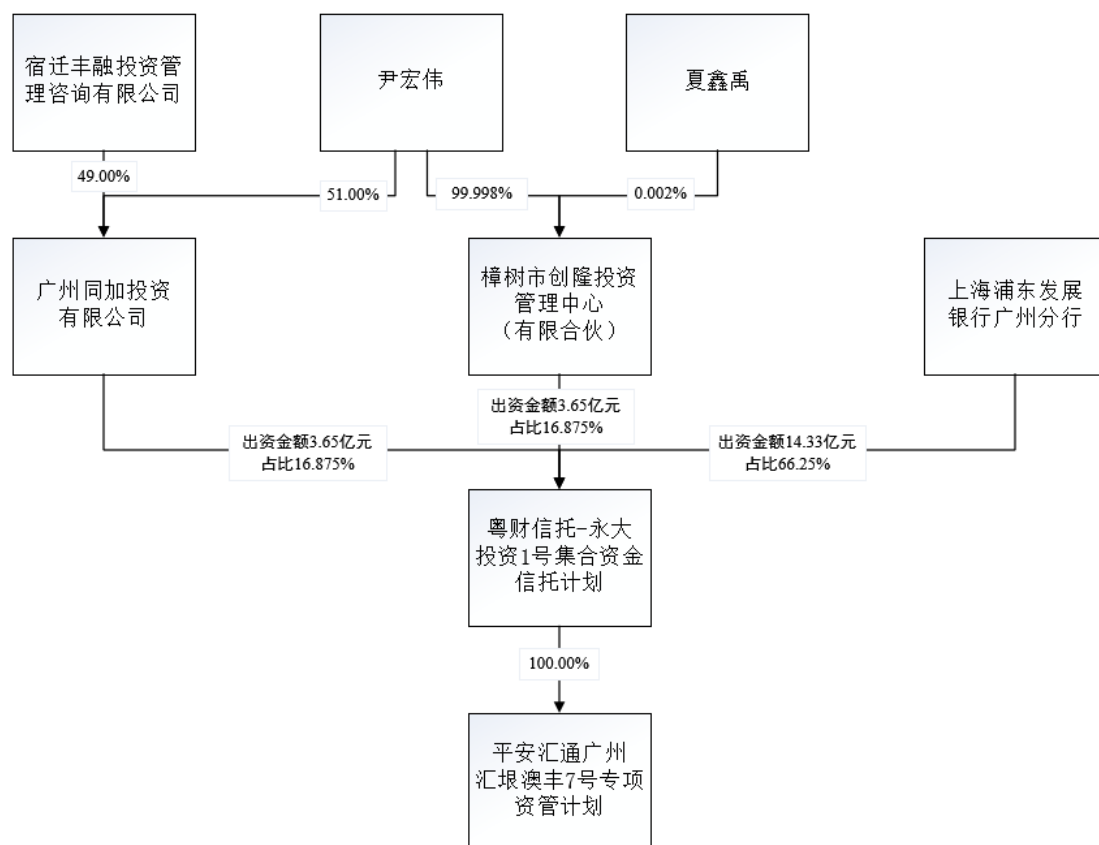 宿迁丰融投资管
理咨询有限公司
尹宏伟
夏鑫禹
49.00%
51.00%
99.998%
0.002%
广州同加投资
有限公司
樟树市创隆投资
管理中心
（有限合伙）
上海浦东发展
银行广州分行
出资金额3.65亿元
占比16.875%
出资金额3.65亿元
占比16.875%
出资金额14.33亿元
占比66.25%
粤财信托-永大
投资1号集合资金
信托计划
100.00%
平安汇通广州
汇垠澳丰7号专项
资管计划